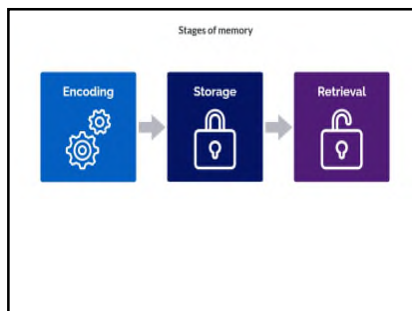 Stages of memory
Encoding
Storage
Retrieval